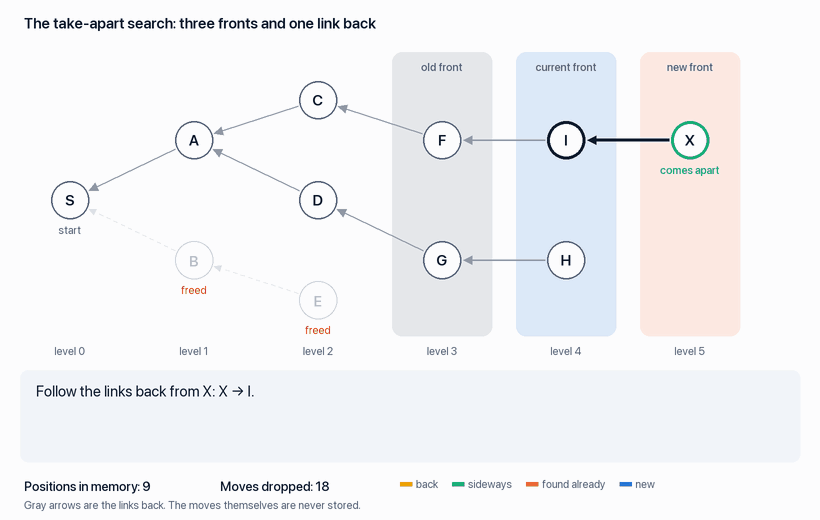 The take-apart search: three fronts and one link back
old front
current front
new front
C
A
F
I
X
comes apart
S
start
D
B
freed
G
H
E
freed
level 0
level 1
level 2
level 3
level 4
level 5
Follow the links back from X: X → I.
Positions in memory: 9
Moves dropped: 18
back
sideways
found already
new
Gray arrows are the links back. The moves themselves are never stored.